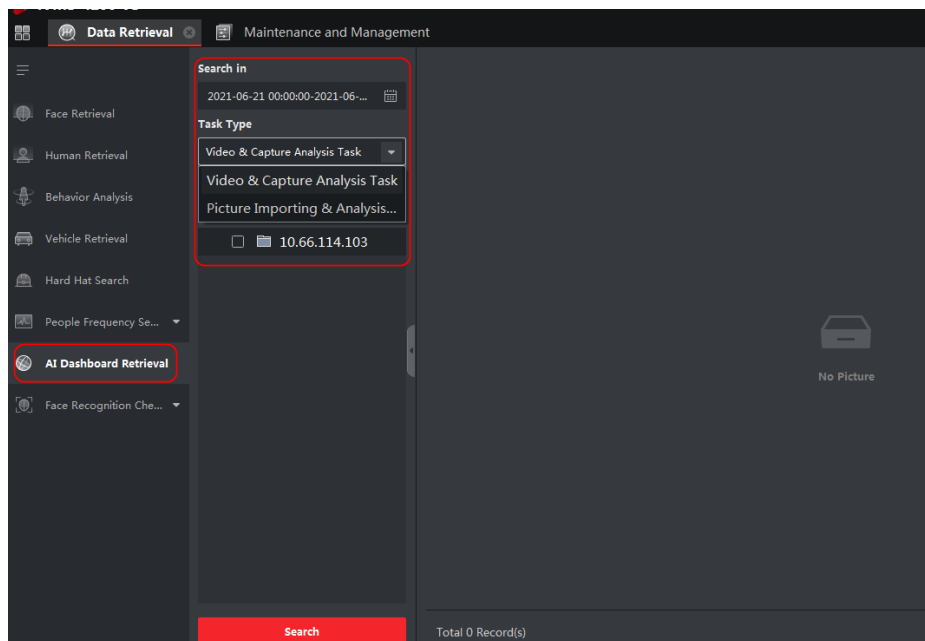 Data Retrieval
Maintenance and Management
Search in
2021-06-21 00:00:00-2021-06-...
Task Type
Video & Capture Analysis Task
Video & Capture Analysis Task
Picture Importing & Analysis...
10.66.114.103
Face Retrieval
Human Retrieval
Behavior Analysis
Vehicle Retrieval
Hard Hat Search
People Frequency Se...
AI Dashboard Retrieval
Face Recognition Che...
No Picture
Search
Total 0 Record(s)